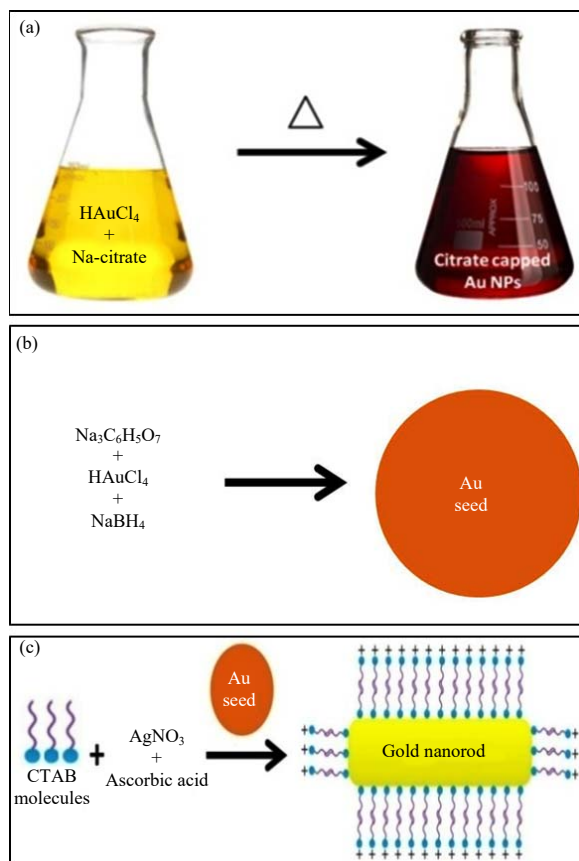 (a)
HAuCl₄
+
Na-citrate
△
100
75
50
APPROX
Citrate capped
Au NPs
(b)
Na₃C₆H₅O₇
+
HAuCl₄
+
NaBH₄
Au
seed
(c)
CTAB
molecules
+
AgNO₃
+
Ascorbic acid
Au
seed
Gold nanorod
+ + + + + + + + + + + +
+
+
+
+
+
+
+ + + + + + + + + + + +